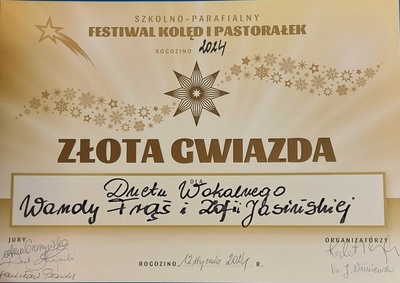 SZKOLNO-PARAFIALNY
FESTIWAL KOLĘD I PASTORAŁEK
ROGOZINO 2024
ZŁOTA GWIAZDA
DLA
Duetu Wokalnego
Wandy Frąś i Zofii Jasińskiej
JURY
ORGANIZATORZY
ROGOZINO, 12 stycznia 2024 R.